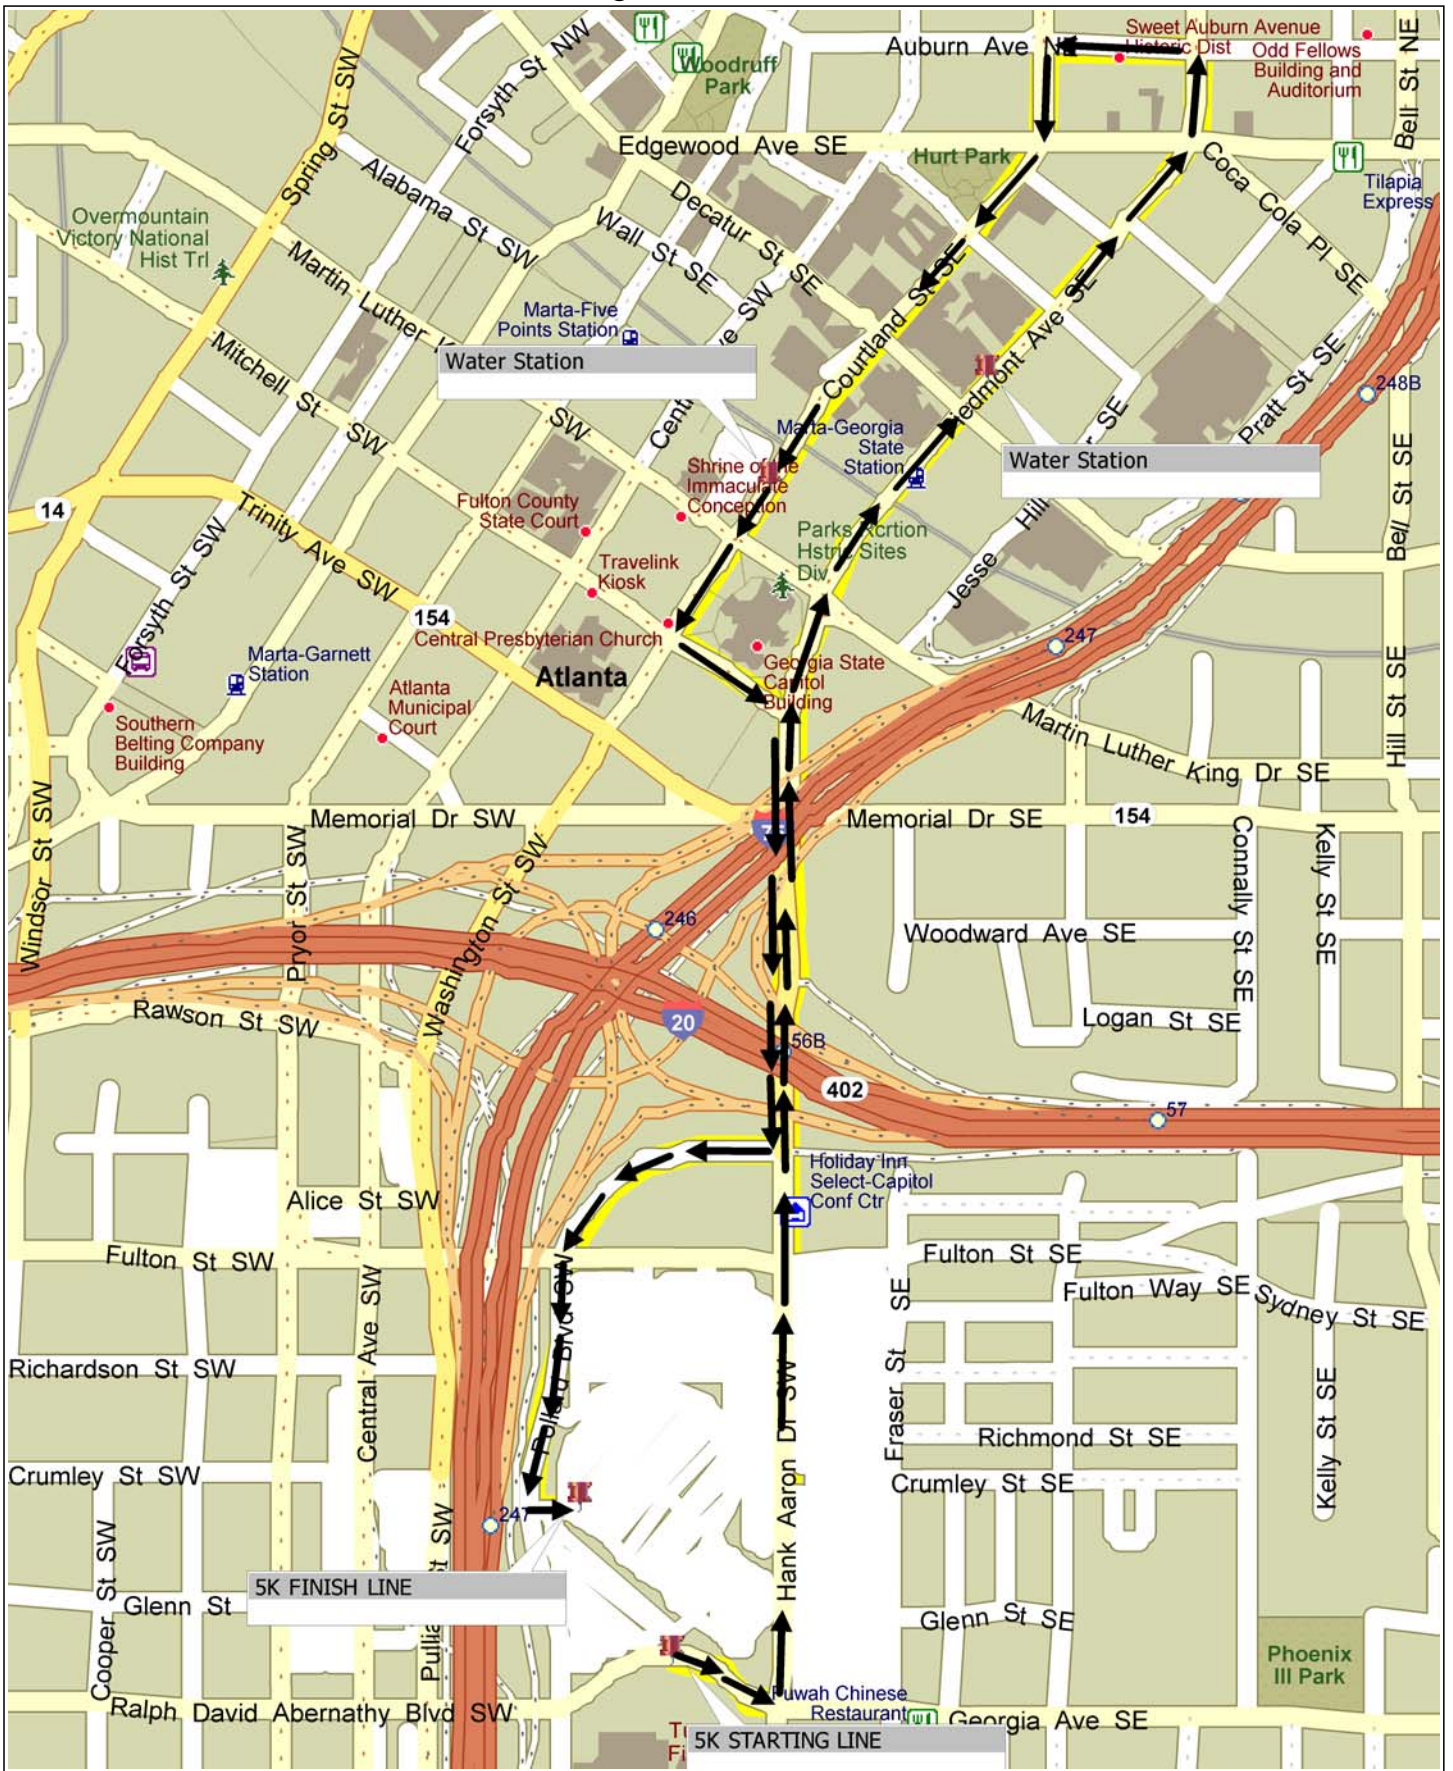 Auburn Ave NE
Sweet Auburn Avenue
Historic Dist
Odd Fellows
Building and
Auditorium
Bell St NE
Woodruff
Park
Forsyth St NW
Spring St SW
Edgewood Ave SE
Hurt Park
Coca Cola Pl SE
Tilapia
Express
Alabama St SW
Decatur St SE
Wall St SE
Overmountain
Victory National
Hist Trl
Martin Luther
SW
Marta-Five
Points Station
Water Station
Courtland St SE
Piedmont Ave SE
Pratt St SE
248B
Mitchell St SW
Marta-Georgia
State
Station
Water Station
Shrine of the
Immaculate
Conception
Fulton County
State Court
14
Trinity Ave SW
Parks Rcrtion
Hstric Sites
Div
Jesse Hill
Bell St SE
Travelink
Kiosk
154
Central Presbyterian Church
247
Forsyth St SW
Marta-Garnett
Station
Atlanta
Georgia State
Capitol
Building
Atlanta
Municipal
Court
Southern
Belting Company
Building
Martin Luther King Dr SE
Hill St SE
Windsor St SW
Memorial Dr SW
75
Memorial Dr SE
154
Pryor St SW
Washington St SW
246
Woodward Ave SE
Connally St SE
Kelly St SE
Rawson St SW
20
56B
Logan St SE
402
57
Holiday Inn
Select-Capitol
Conf Ctr
Alice St SW
Fulton St SW
Fulton St SE
Fulton Way SE
Sydney St SE
Central Ave SW
Pollard Blvd SW
Hank Aaron Dr SW
Fraser St SE
Richardson St SW
Richmond St SE
Kelly St SE
Crumley St SW
Crumley St SE
247
5K FINISH LINE
Cooper St SW
Glenn St
Glenn St SE
Phoenix
III Park
Ralph David Abernathy Blvd SW
Fuwah Chinese
Restaurant
Georgia Ave SE
5K STARTING LINE